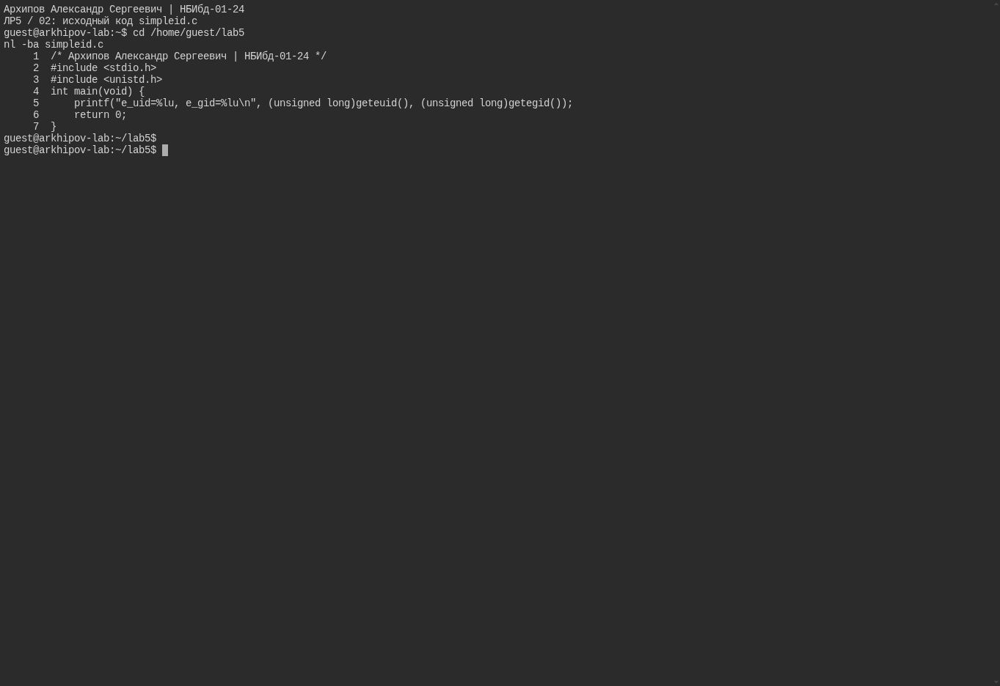 Архипов Александр Сергеевич | НБИбд-01-24
ЛР5 / 02: исходный код simpleid.c
guest@arkhipov-lab:~$ cd /home/guest/lab5
nl -ba simpleid.c
     1  /* Архипов Александр Сергеевич | НБИбд-01-24 */
     2  #include <stdio.h>
     3  #include <unistd.h>
     4  int main(void) {
     5      printf("e_uid=%lu, e_gid=%lu\n", (unsigned long)geteuid(), (unsigned long)getegid());
     6      return 0;
     7  }
guest@arkhipov-lab:~/lab5$
guest@arkhipov-lab:~/lab5$